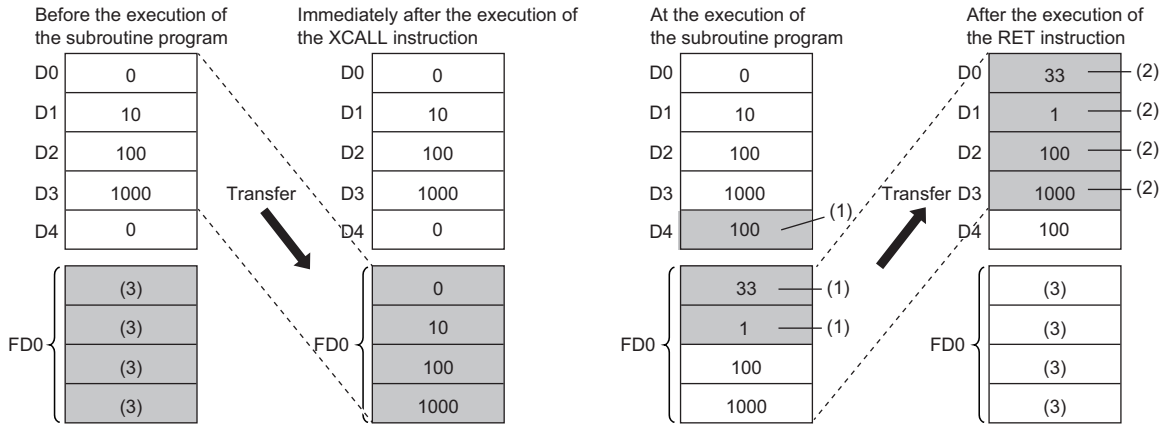 Before the execution of
the subroutine program
D0 0
D1 10
D2 100
D3 1000
D4 0
FD0
(3)
(3)
(3)
(3)
Transfer
Immediately after the execution of
the XCALL instruction
D0 0
D1 10
D2 100
D3 1000
D4 0
FD0
0
10
100
1000
At the execution of
the subroutine program
D0 0
D1 10
D2 100
D3 1000
D4 100 (1)
FD0
33 (1)
1 (1)
100
1000
Transfer
After the execution of
the RET instruction
D0 33 (2)
D1 1 (2)
D2 100 (2)
D3 1000 (2)
D4 100
FD0
(3)
(3)
(3)
(3)